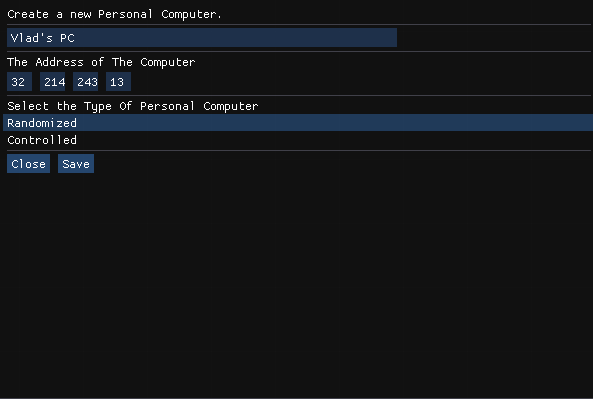 Create a new Personal Computer.
Vlad's PC
The Address of The Computer
32 214 243 13
Select the Type Of Personal Computer
Randomized
Controlled
Close Save